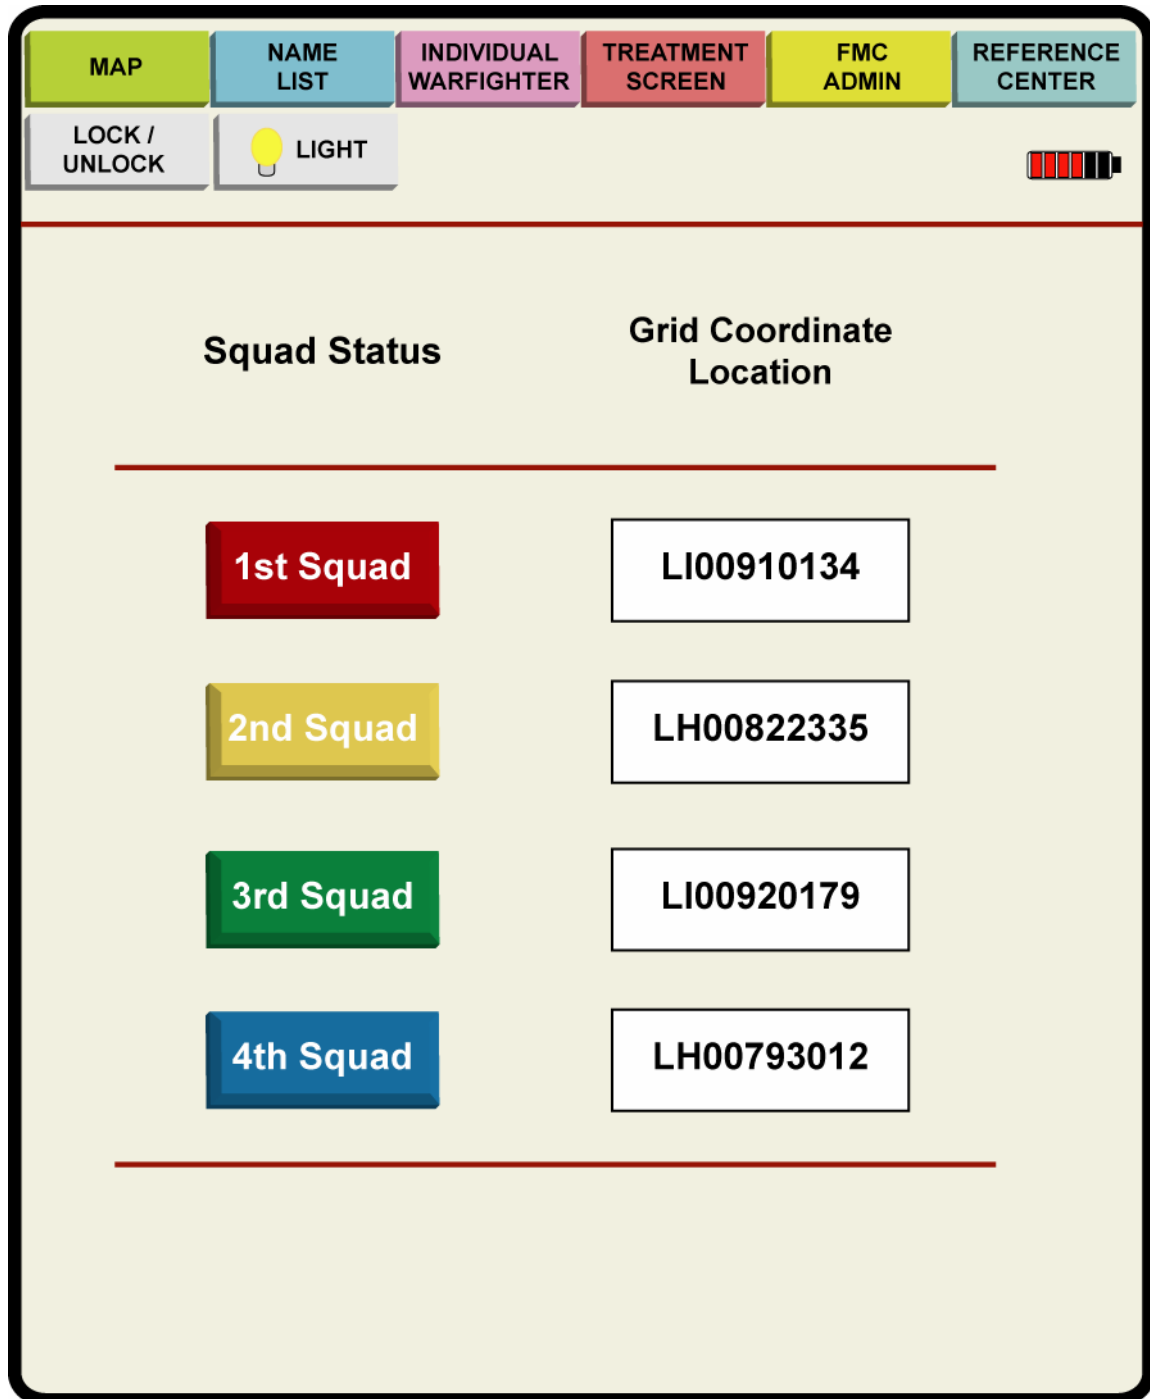 MAP
NAME
LIST
INDIVIDUAL
WARFIGHTER
TREATMENT
SCREEN
FMC
ADMIN
REFERENCE
CENTER
LOCK /
UNLOCK
LIGHT
Squad Status
Grid Coordinate
Location
1st Squad
LI00910134
2nd Squad
LH00822335
3rd Squad
LI00920179
4th Squad
LH00793012